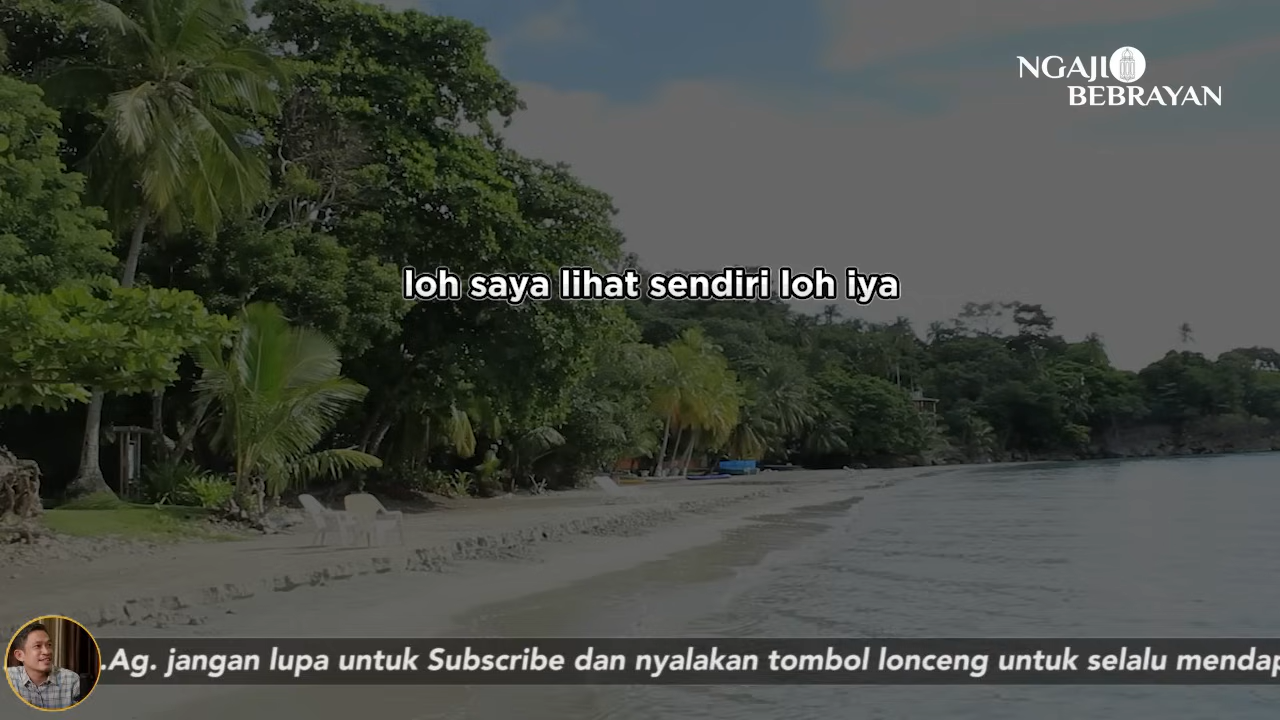 NGAJI
BEBRAYAN
loh saya lihat sendiri loh iya
.Ag. jangan lupa untuk Subscribe dan nyalakan tombol lonceng untuk selalu mendap